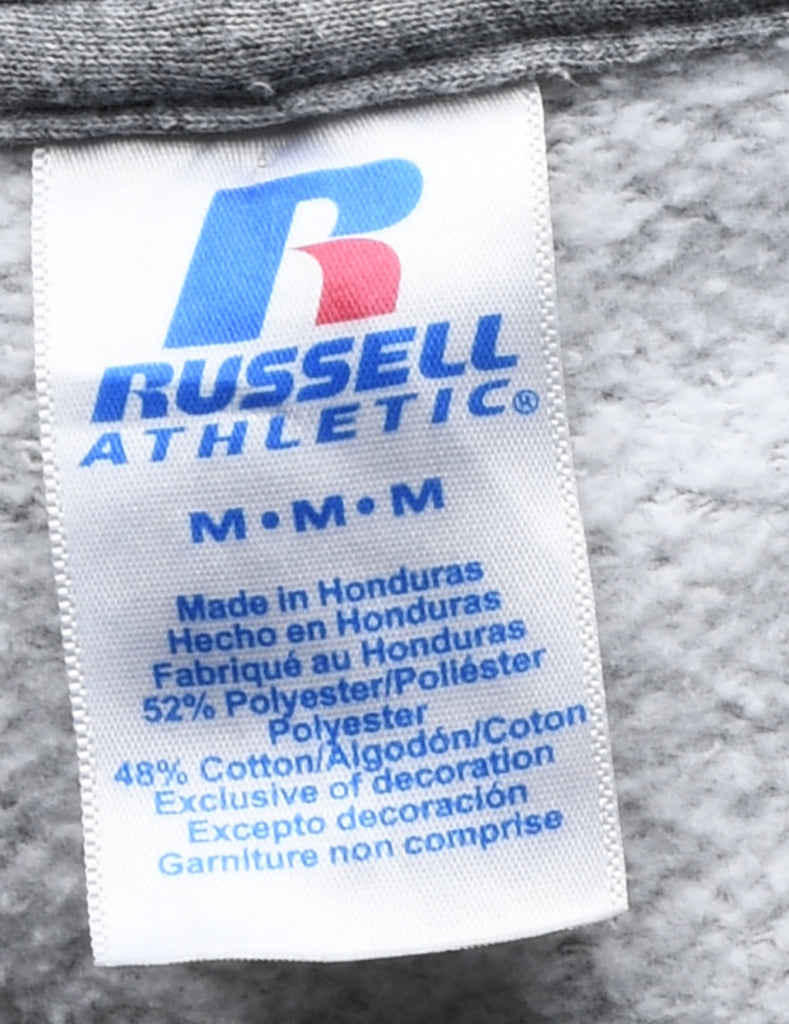 R
RUSSELL
ATHLETIC®
M • M • M
Made in Honduras
Hecho en Honduras
Fabriqué au Honduras
52% Polyester/Poliéster
Polyester
48% Cotton/Algodón/Coton
Exclusive of decoration
Excepto decoración
Garniture non comprise